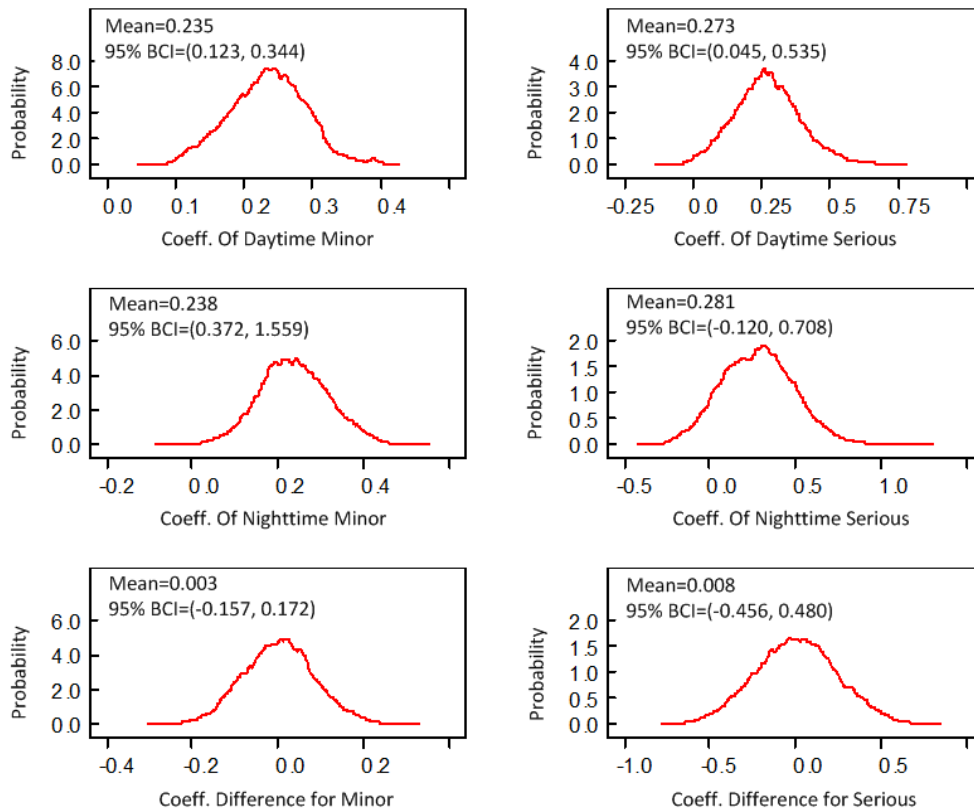 Mean=0.235
95% BCI=(0.123, 0.344)
Probability
8.0
6.0
4.0
2.0
0.0
0.0 0.1 0.2 0.3 0.4
Coeff. Of Daytime Minor
Mean=0.273
95% BCI=(0.045, 0.535)
Probability
4.0
3.0
2.0
1.0
0.0
-0.25 0.0 0.25 0.5 0.75
Coeff. Of Daytime Serious
Mean=0.238
95% BCI=(0.372, 1.559)
Probability
6.0
4.0
2.0
0.0
-0.2 0.0 0.2 0.4
Coeff. Of Nighttime Minor
Mean=0.281
95% BCI=(-0.120, 0.708)
Probability
2.0
1.5
1.0
0.5
0.0
-0.5 0.0 0.5 1.0
Coeff. Of Nighttime Serious
Mean=0.003
95% BCI=(-0.157, 0.172)
Probability
6.0
4.0
2.0
0.0
-0.4 -0.2 0.0 0.2
Coeff. Difference for Minor
Mean=0.008
95% BCI=(-0.456, 0.480)
Probability
2.0
1.5
1.0
0.5
0.0
-1.0 -0.5 0.0 0.5
Coeff. Difference for Serious